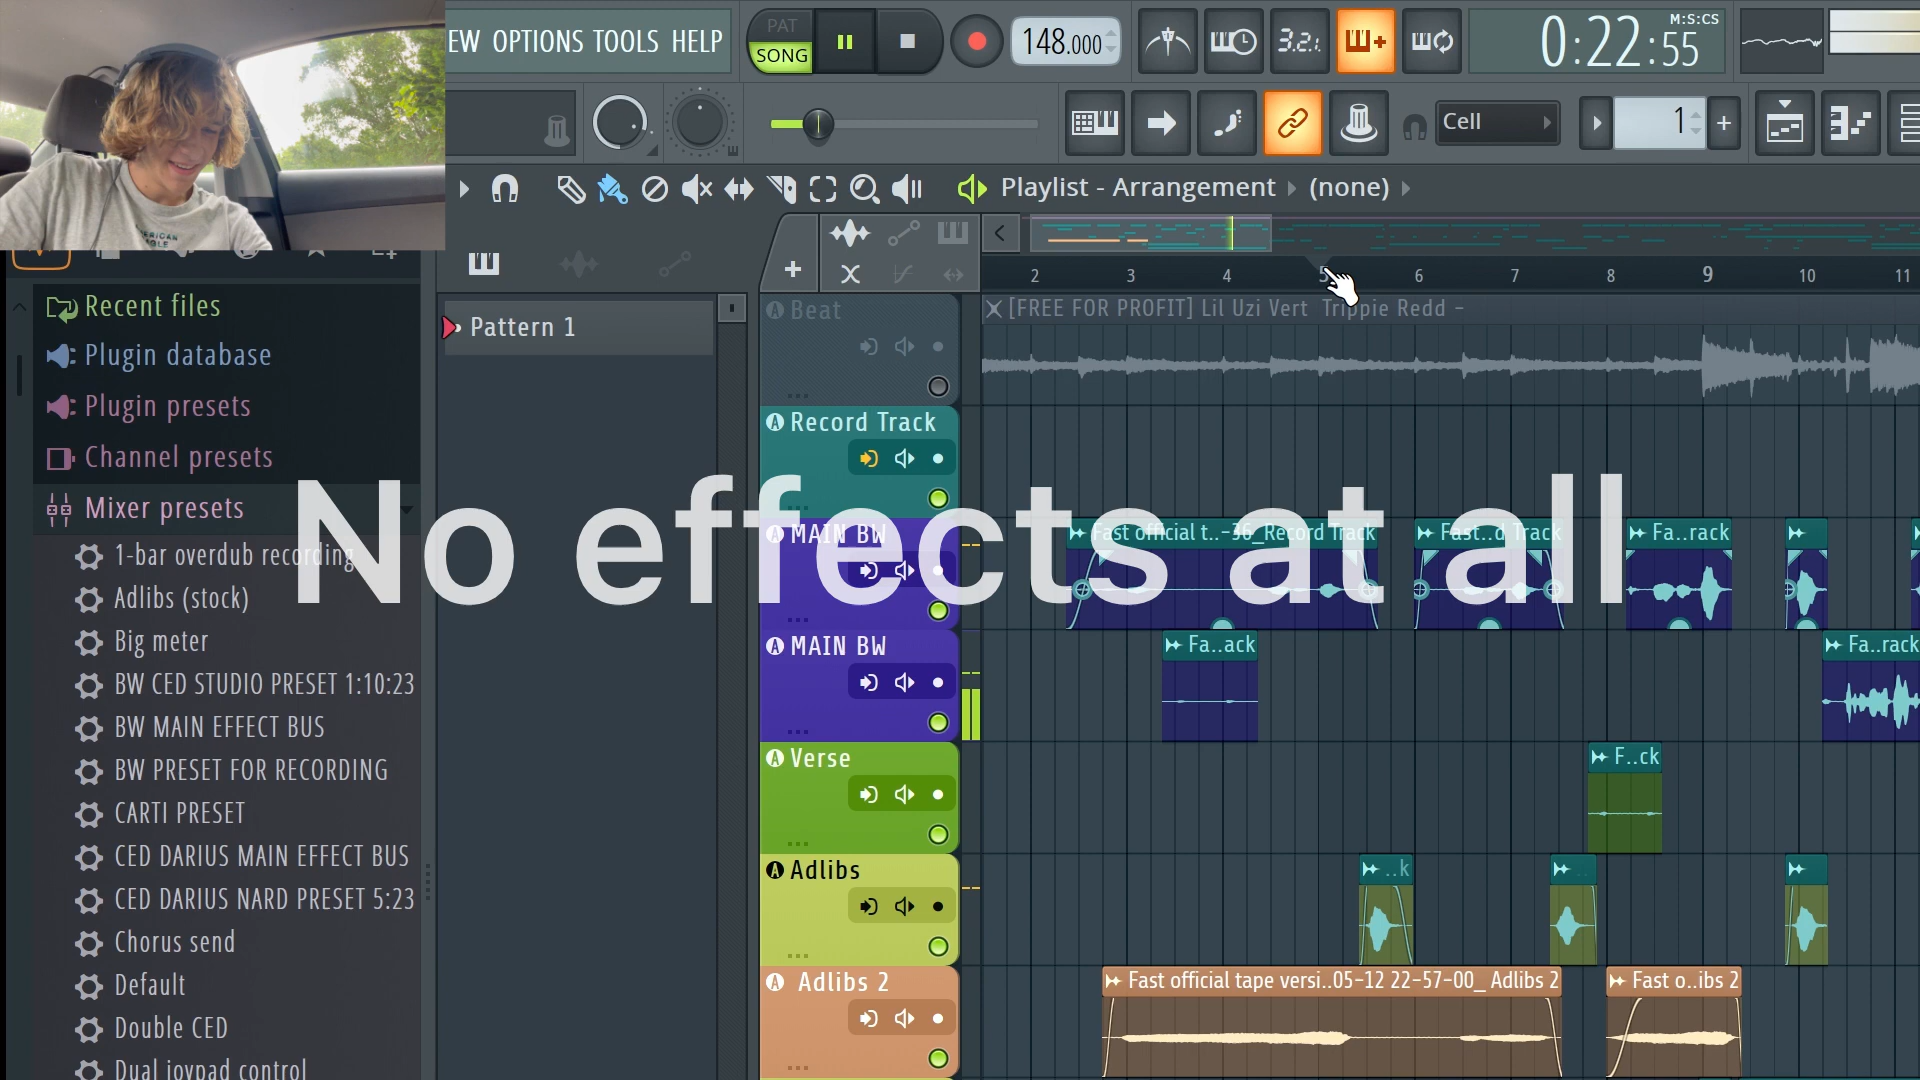 EW OPTIONS TOOLS HELP
PAT
SONG
148.000
3.2.1
M:S:CS
0:22:55
Cell
1
Playlist - Arrangement (none)
2 3 4 5 6 7 8 9 10 11
Recent files
Plugin database
Plugin presets
Channel presets
Mixer presets
1-bar overdub recording
Adlibs (stock)
Big meter
BW CED STUDIO PRESET 1:10:23
BW MAIN EFFECT BUS
BW PRESET FOR RECORDING
CARTI PRESET
CED DARIUS MAIN EFFECT BUS
CED DARIUS NARD PRESET 5:23
Chorus send
Default
Double CED
Dual joypad control
Pattern 1
Beat
[FREE FOR PROFIT] Lil Uzi Vert Trippie Redd -
Record Track
No effects at all
MAIN BW
Fast official t..-36_Record Track
Fast..d Track
Fa..rack
MAIN BW
Fa..ack
Fa..rack
Verse
F..ck
Adlibs
..k
Adlibs 2
Fast official tape versi..05-12 22-57-00_ Adlibs 2
Fast o..ibs 2